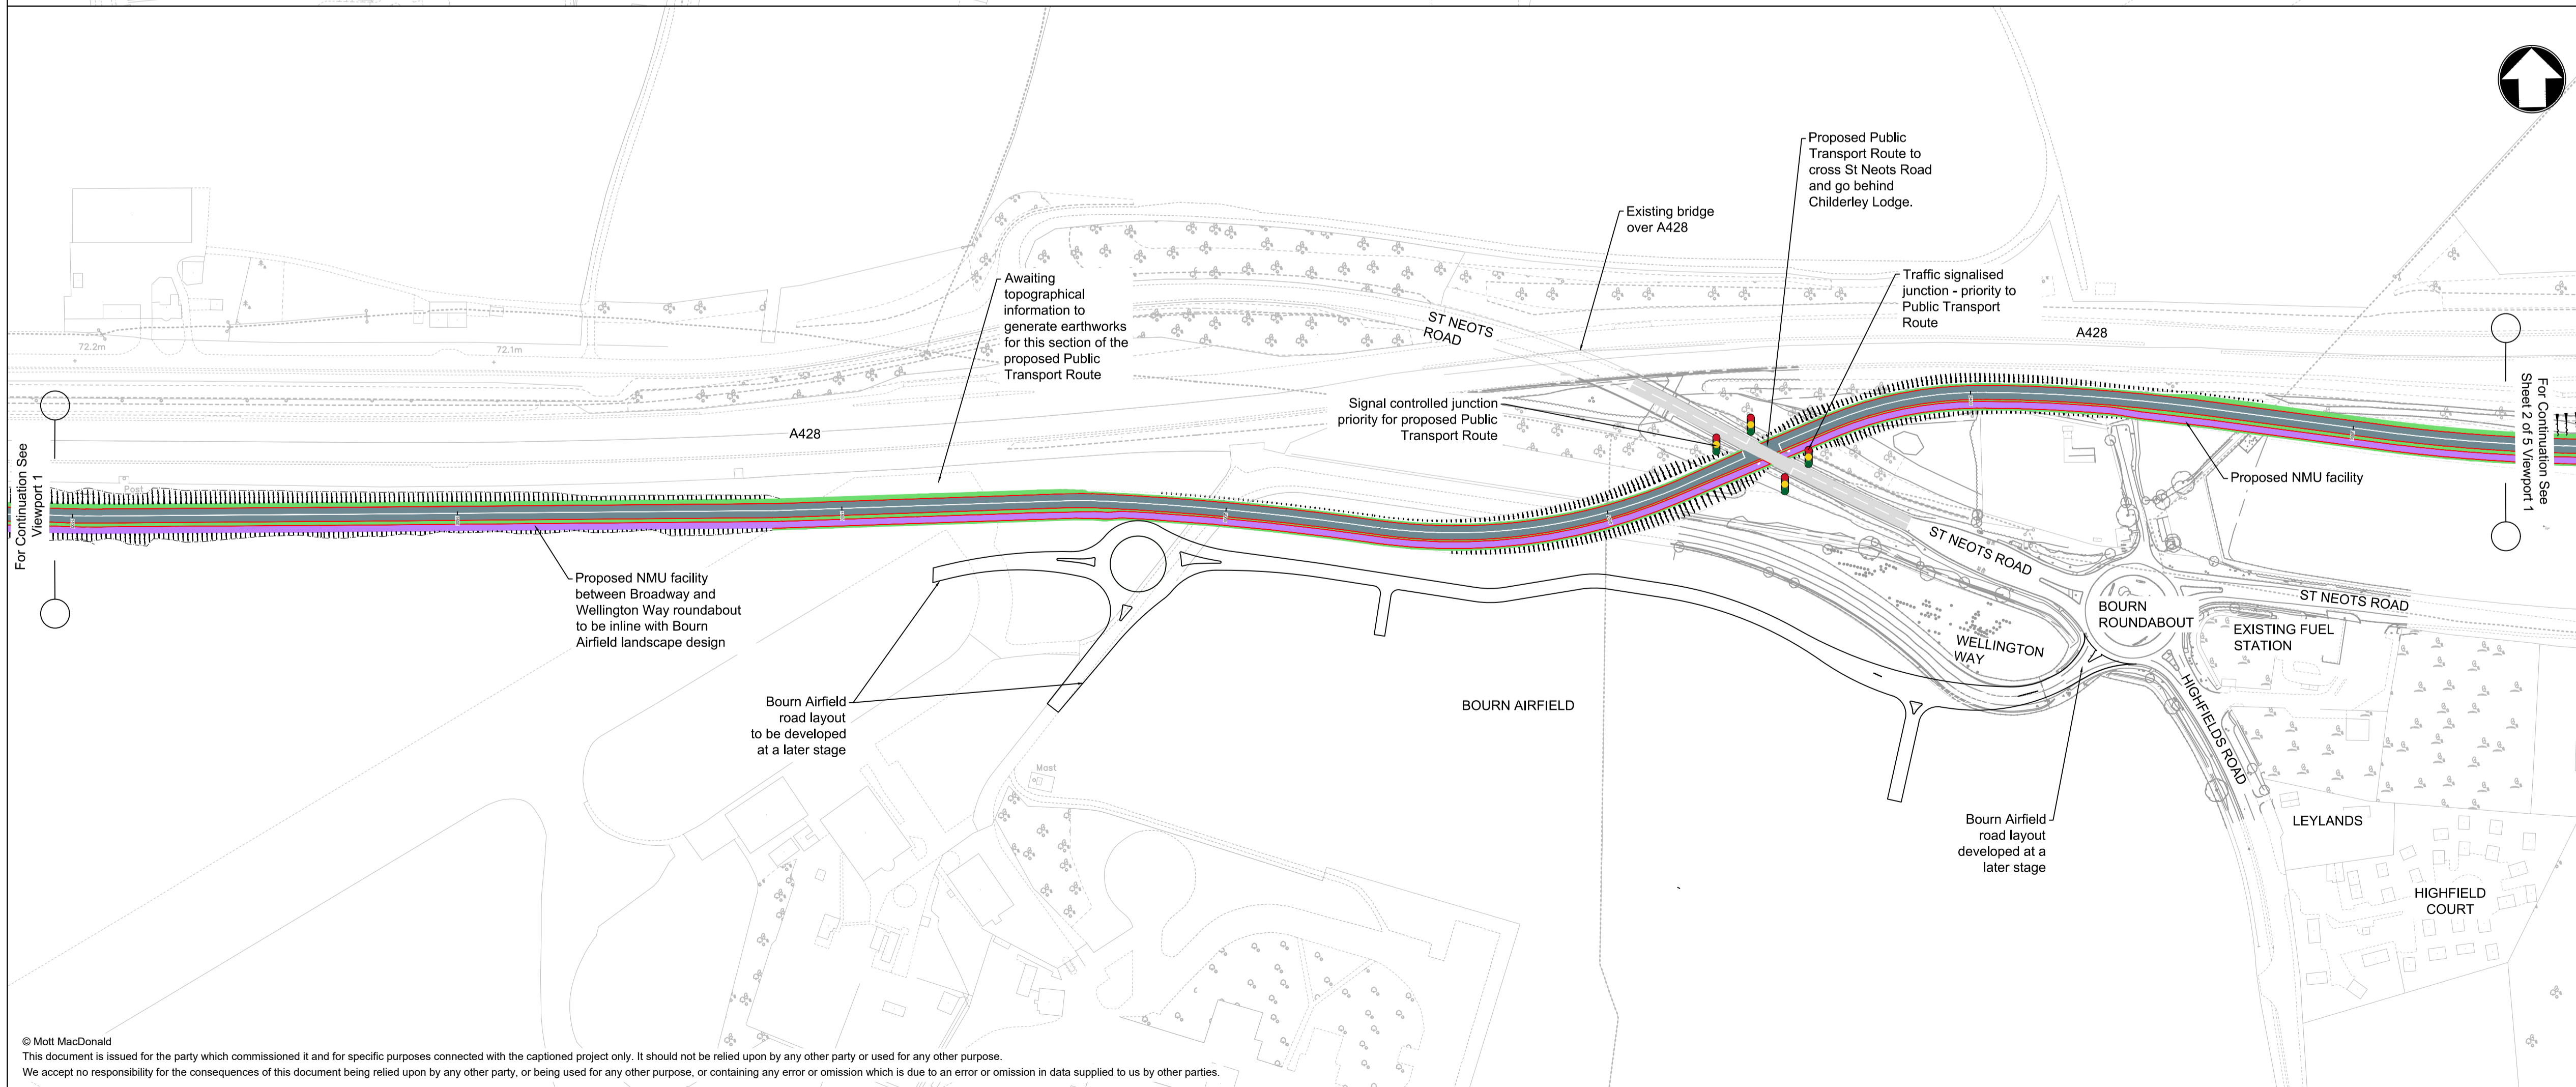 Proposed Public
Transport Route to
cross St Neots Road
and go behind
Childerley Lodge.
Existing bridge
over A428
Traffic signalised
junction - priority to
Public Transport
Route
Awaiting
topographical
information to
generate earthworks
for this section of the
proposed Public
Transport Route
ST NEOTS
ROAD
A428
72.2m
72.1m
Signal controlled junction
priority for proposed Public
Transport Route
A428
For Continuation See
Viewport 1
For Continuation See
Sheet 2 of 5 Viewport 1
Post
Proposed NMU facility
Proposed NMU facility
between Broadway and
Wellington Way roundabout
to be inline with Bourn
Airfield landscape design
ST NEOTS ROAD
ST NEOTS ROAD
BOURN
ROUNDABOUT
EXISTING FUEL
STATION
WELLINGTON
WAY
HIGHFIELDS ROAD
Bourn Airfield
road layout
to be developed
at a later stage
BOURN AIRFIELD
Mast
Bourn Airfield
road layout
developed at a
later stage
LEYLANDS
HIGHFIELD
COURT
© Mott MacDonald
This document is issued for the party which commissioned it and for specific purposes connected with the captioned project only. It should not be relied upon by any other party or used for any other purpose.
We accept no responsibility for the consequences of this document being relied upon by any other party, or being used for any other purpose, or containing any error or omission which is due to an error or omission in data supplied to us by other parties.